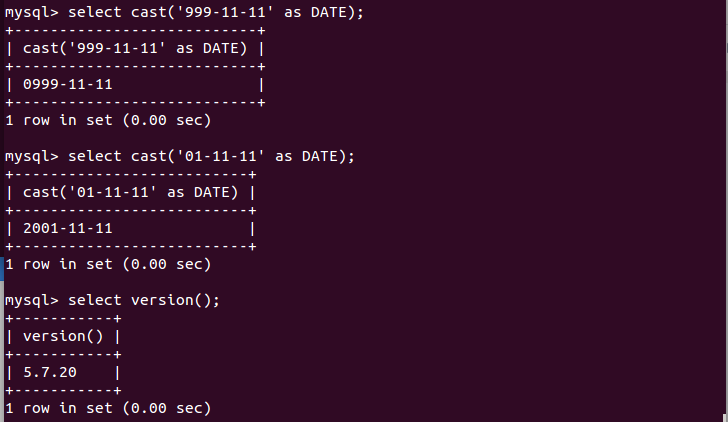 mysql> select cast('999-11-11' as DATE);
+---------------------------+
| cast('999-11-11' as DATE) |
+---------------------------+
| 0999-11-11                |
+---------------------------+
1 row in set (0.00 sec)
mysql> select cast('01-11-11' as DATE);
+--------------------------+
| cast('01-11-11' as DATE) |
+--------------------------+
| 2001-11-11               |
+--------------------------+
1 row in set (0.00 sec)
mysql> select version();
+-----------+
| version() |
+-----------+
| 5.7.20    |
+-----------+
1 row in set (0.00 sec)